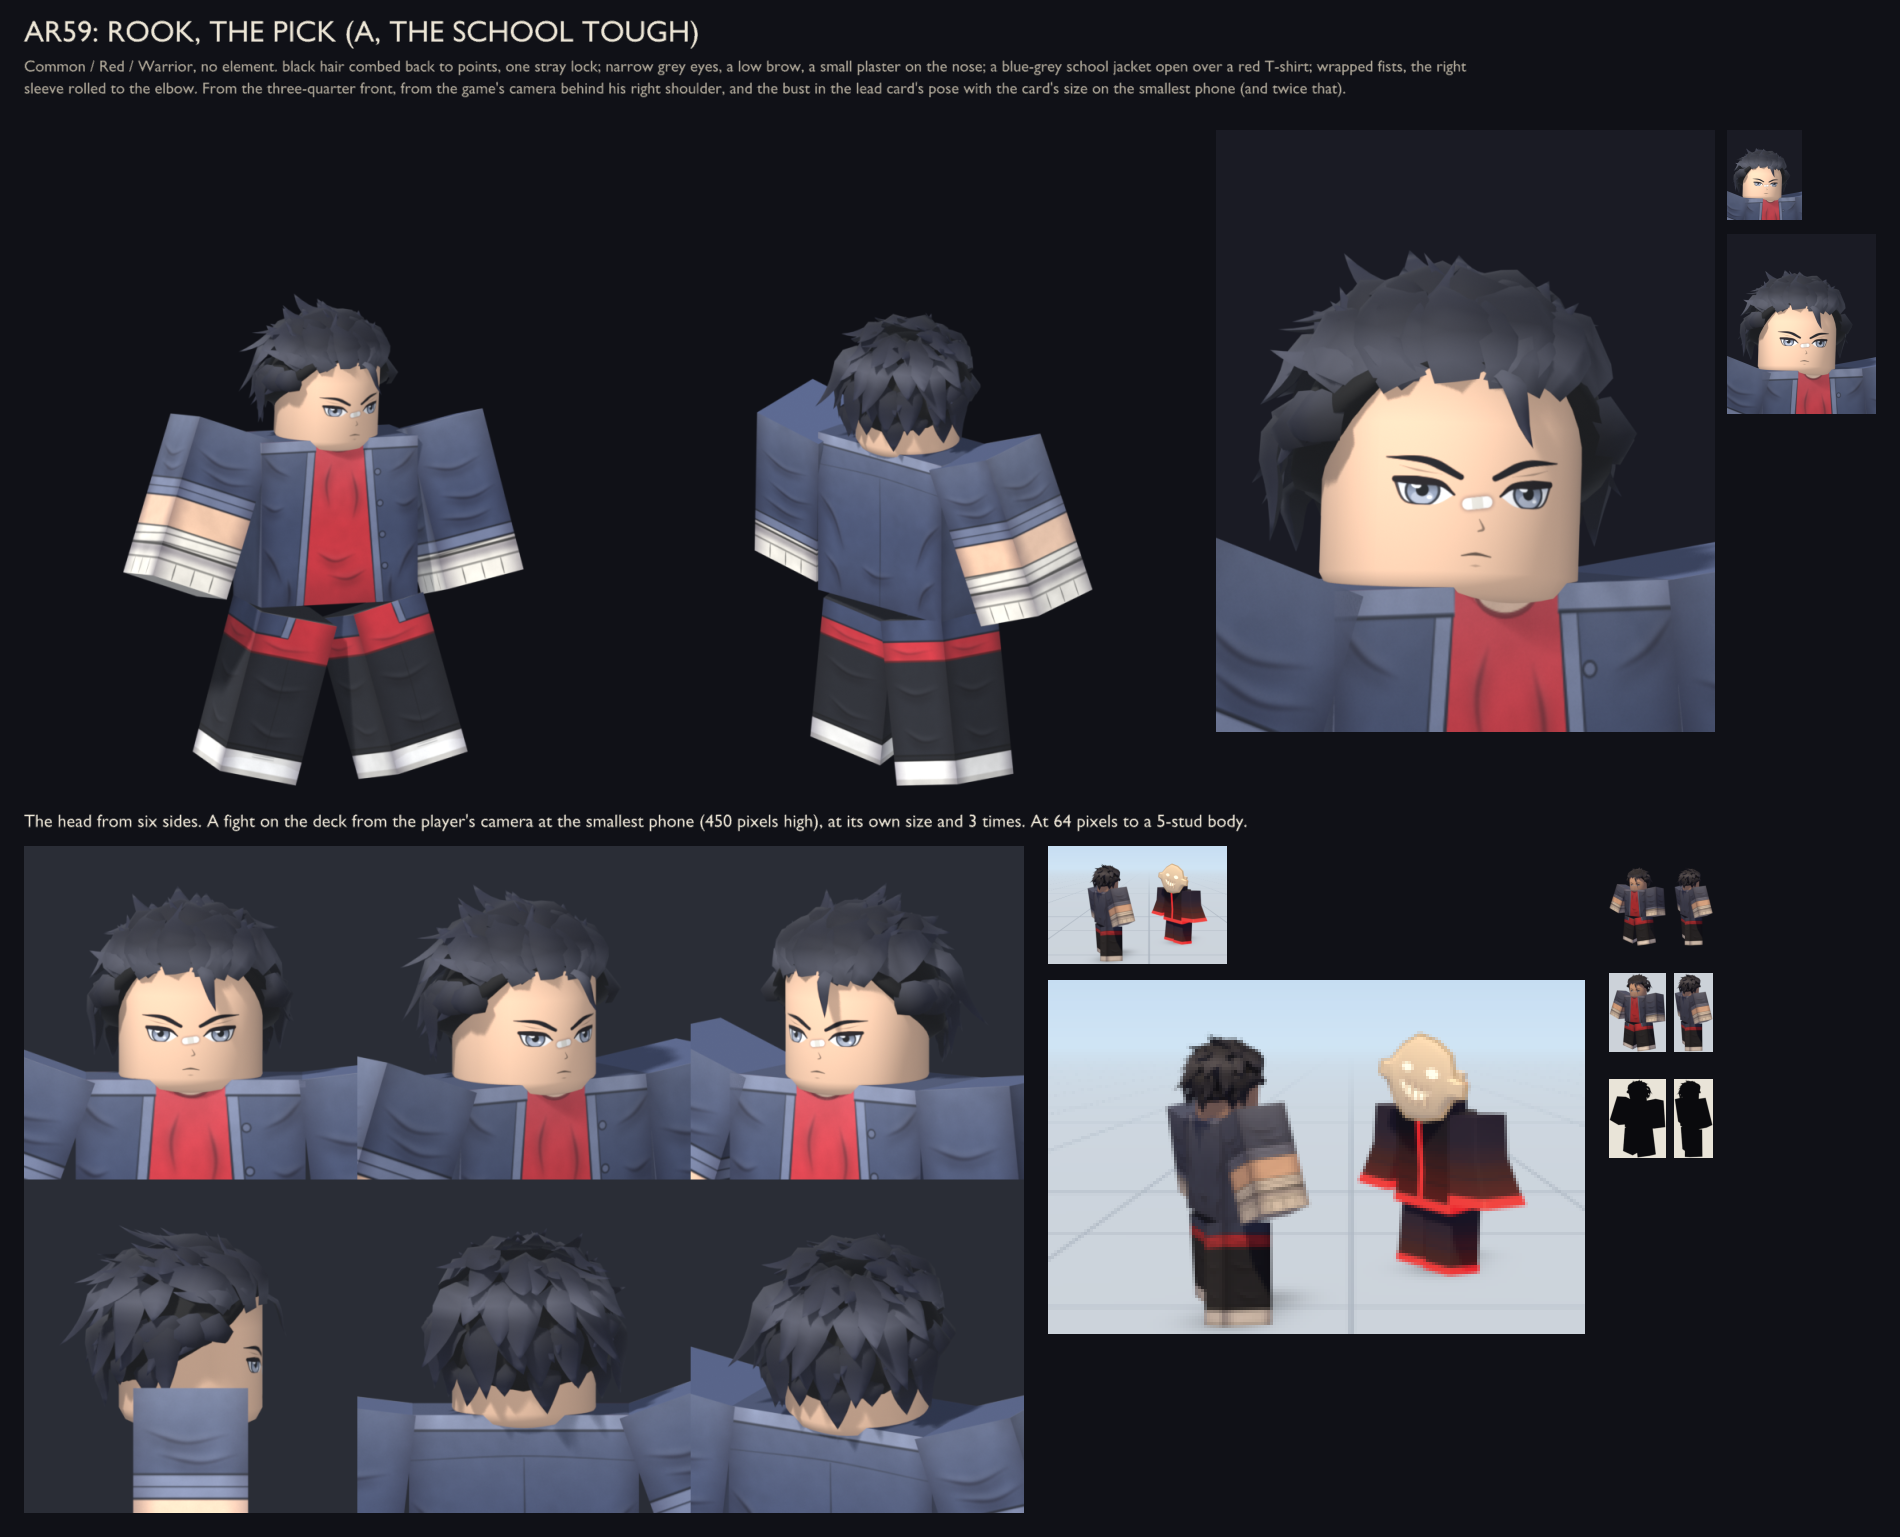 AR59: ROOK, THE PICK (A, THE SCHOOL TOUGH)
Common / Red / Warrior, no element. black hair combed back to points, one stray lock; narrow grey eyes, a low brow, a small plaster on the nose; a blue-grey school jacket open over a red T-shirt; wrapped fists, the right
sleeve rolled to the elbow. From the three-quarter front, from the game's camera behind his right shoulder, and the bust in the lead card's pose with the card's size on the smallest phone (and twice that).
The head from six sides. A fight on the deck from the player's camera at the smallest phone (450 pixels high), at its own size and 3 times. At 64 pixels to a 5-stud body.